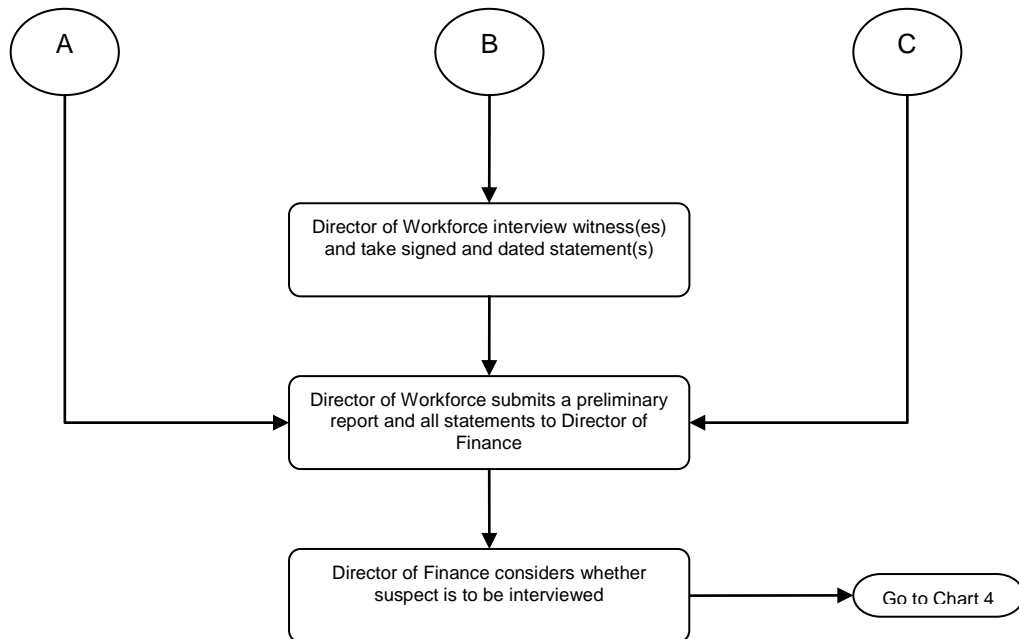 A
B
C
Director of Workforce interview witness(es)
and take signed and dated statement(s)
Director of Workforce submits a preliminary
report and all statements to Director of
Finance
Director of Finance considers whether
suspect is to be interviewed
Go to Chart 4